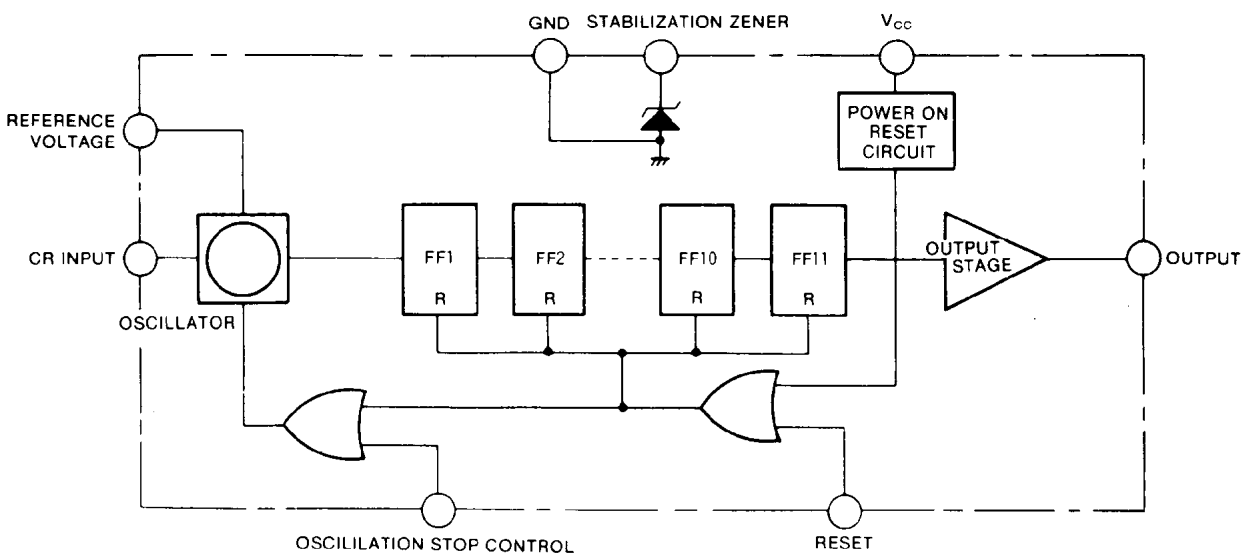 GND
STABILIZATION ZENER
VCC
REFERENCE
VOLTAGE
POWER ON
RESET
CIRCUIT
CR INPUT
FF1
FF2
FF10
FF11
OUTPUT
STAGE
OUTPUT
R
R
R
R
OSCILLATOR
OSCILILATION STOP CONTROL
RESET